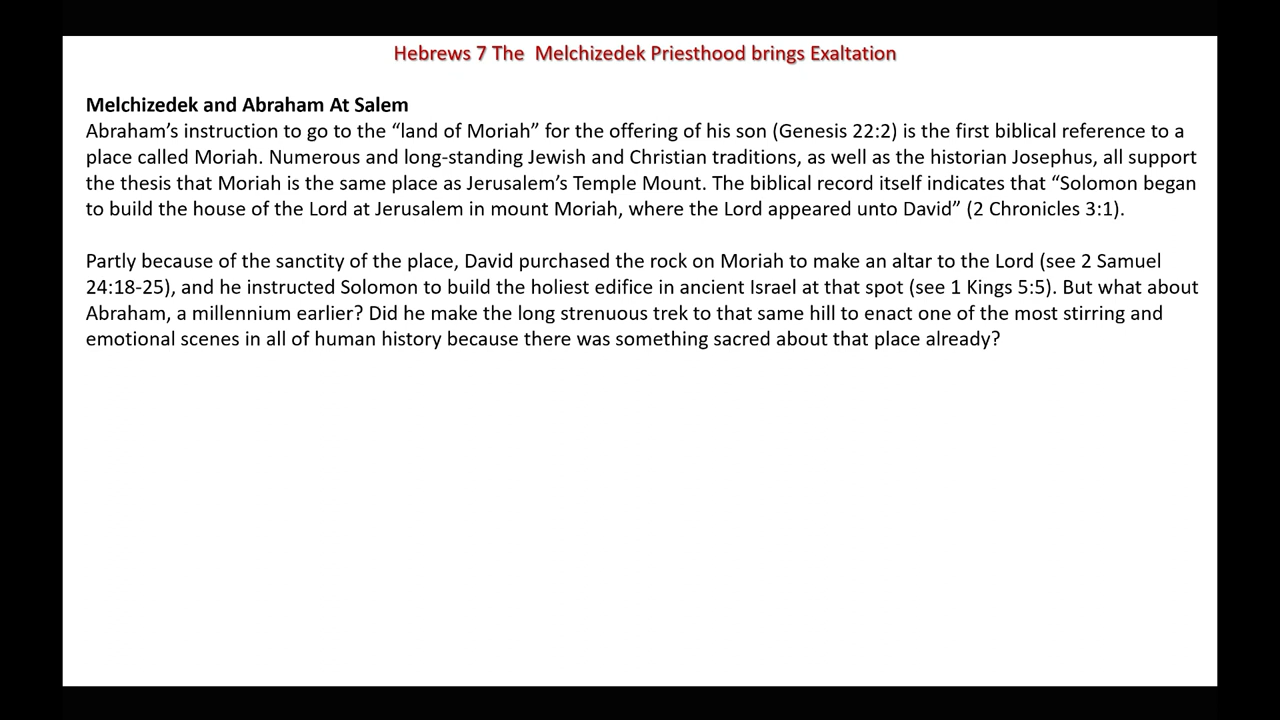 Hebrews 7 The  Melchizedek Priesthood brings Exaltation
Melchizedek and Abraham At Salem
Abraham’s instruction to go to the “land of Moriah” for the offering of his son (Genesis 22:2) is the first biblical reference to a
place called Moriah. Numerous and long-standing Jewish and Christian traditions, as well as the historian Josephus, all support
the thesis that Moriah is the same place as Jerusalem’s Temple Mount. The biblical record itself indicates that “Solomon began
to build the house of the Lord at Jerusalem in mount Moriah, where the Lord appeared unto David” (2 Chronicles 3:1).
Partly because of the sanctity of the place, David purchased the rock on Moriah to make an altar to the Lord (see 2 Samuel
24:18-25), and he instructed Solomon to build the holiest edifice in ancient Israel at that spot (see 1 Kings 5:5). But what about
Abraham, a millennium earlier? Did he make the long strenuous trek to that same hill to enact one of the most stirring and
emotional scenes in all of human history because there was something sacred about that place already?